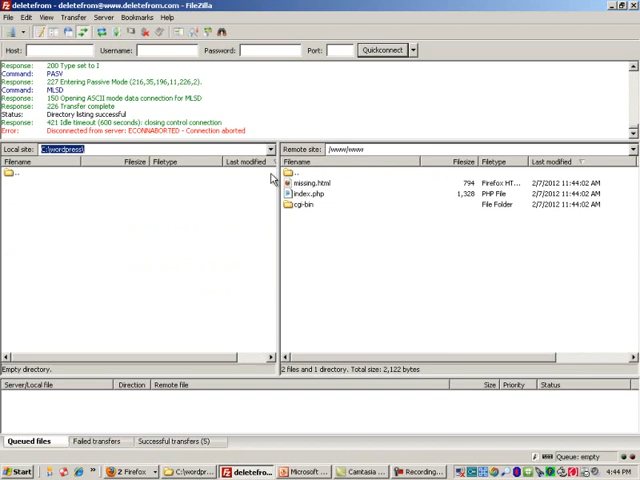 deletefrom - deletefrom@www.deletefrom.com - FileZilla
File Edit View Transfer Server Bookmarks Help
Host: Username: Password: Port: Quickconnect
Response: 200 Type set to I
Command: PASV
Response: 227 Entering Passive Mode (216,35,196,11,226,2).
Command: MLSD
Response: 150 Opening ASCII mode data connection for MLSD
Response: 226 Transfer complete
Status: Directory listing successful
Response: 421 Idle timeout (600 seconds): closing control connection
Error: Disconnected from server: ECONNABORTED - Connection aborted
Local site: C:\wordpress\ Remote site: /www/www
Filename Filesize Filetype Last modified Filename Filesize Filetype Last modified
.. ..
missing.html 794 Firefox HT... 2/7/2012 11:44:02 AM
index.php 1,328 PHP File 2/7/2012 11:44:02 AM
cgi-bin File Folder 2/7/2012 11:44:02 AM
Empty directory. 2 files and 1 directory. Total size: 2,122 bytes
Server/Local file Direction Remote file Size Priority Status
Queued files Failed transfers Successful transfers (5)
Queue: empty
Start 2 Firefox C:\wordpr... deletefro... Microsoft ... Camtasia ... Recording... 4:44 PM